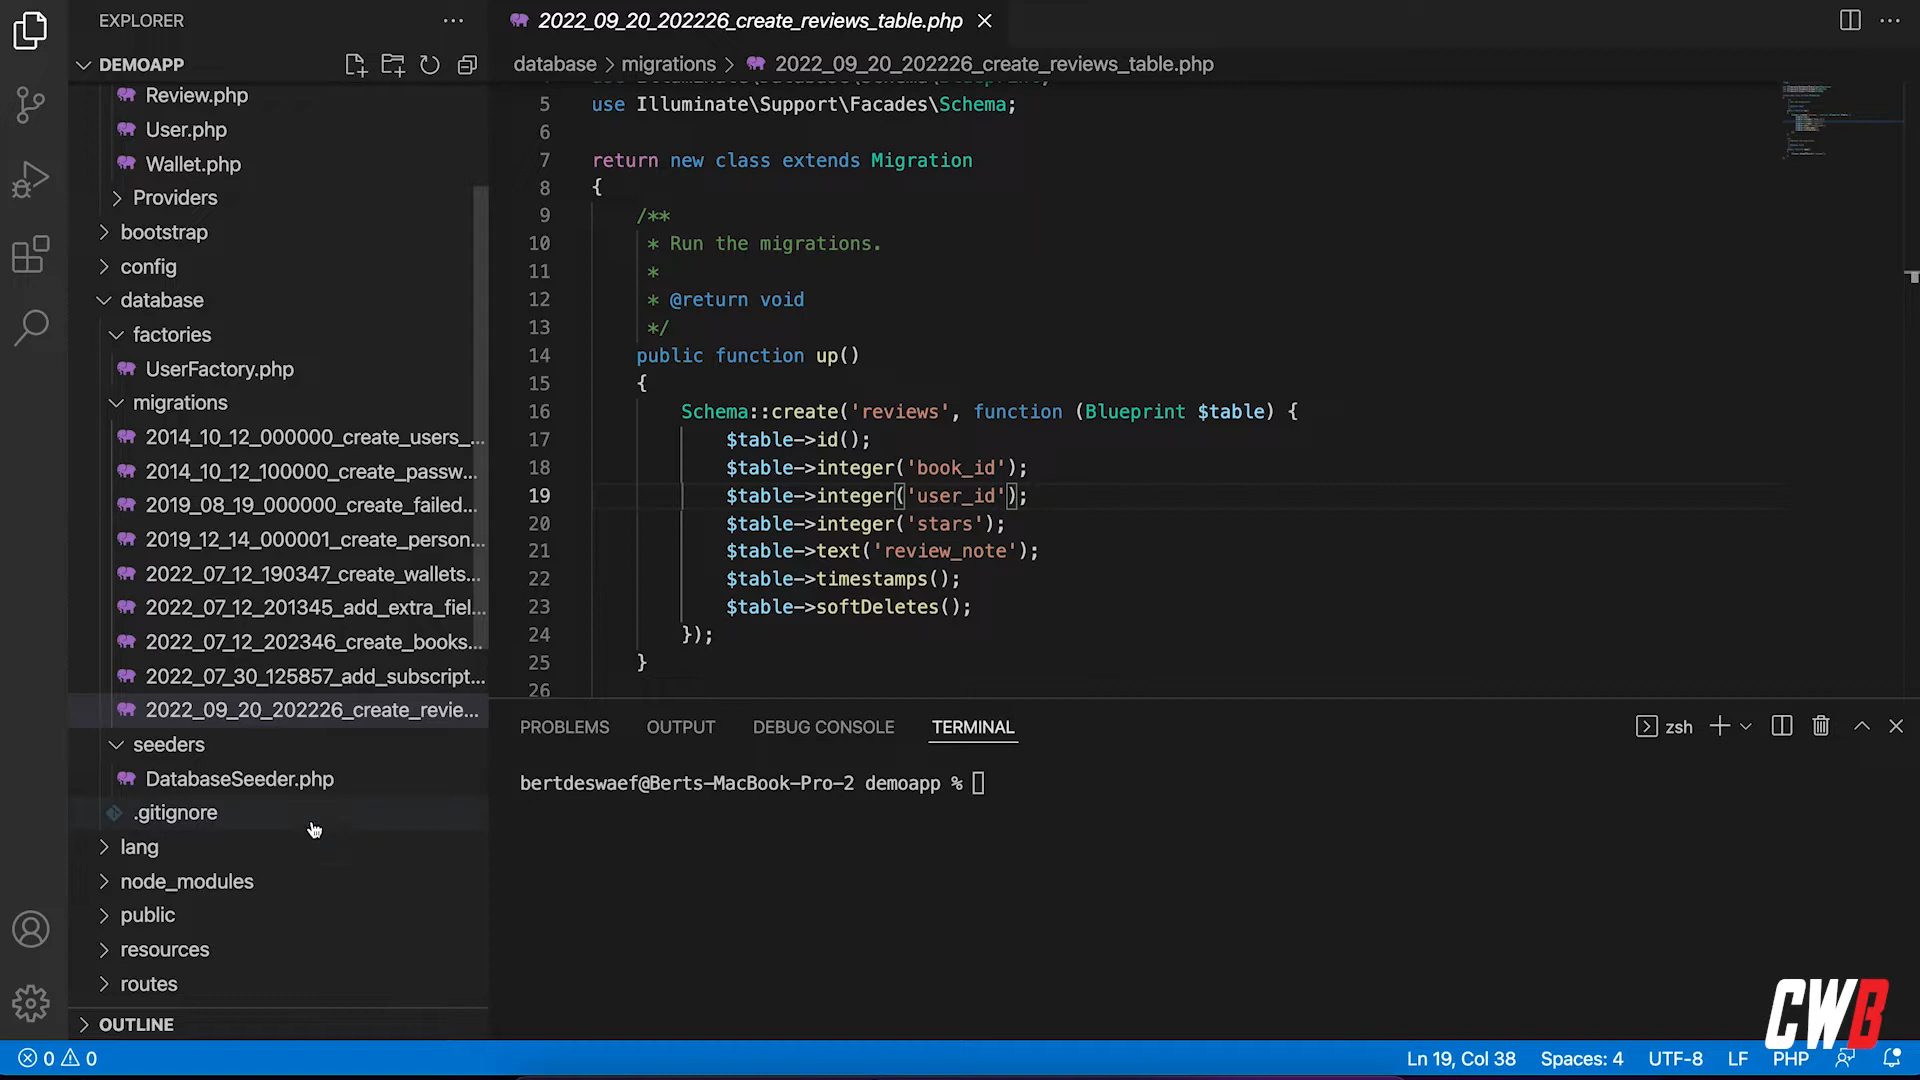 EXPLORER
DEMOAPP
Review.php
User.php
Wallet.php
Providers
bootstrap
config
database
factories
UserFactory.php
migrations
2014_10_12_000000_create_users_...
2014_10_12_100000_create_passw...
2019_08_19_000000_create_failed...
2019_12_14_000001_create_person...
2022_07_12_190347_create_wallets...
2022_07_12_201345_add_extra_fiel...
2022_07_12_202346_create_books...
2022_07_30_125857_add_subscript...
2022_09_20_202226_create_revie...
seeders
DatabaseSeeder.php
.gitignore
lang
node_modules
public
resources
routes
OUTLINE
2022_09_20_202226_create_reviews_table.php
database > migrations > 2022_09_20_202226_create_reviews_table.php
5 use Illuminate\Support\Facades\Schema;
6
7 return new class extends Migration
8 {
9 /**
10 * Run the migrations.
11 *
12 * @return void
13 */
14 public function up()
15 {
16 Schema::create('reviews', function (Blueprint $table) {
17 $table->id();
18 $table->integer('book_id');
19 $table->integer('user_id');
20 $table->integer('stars');
21 $table->text('review_note');
22 $table->timestamps();
23 $table->softDeletes();
24 });
25 }
26
PROBLEMS OUTPUT DEBUG CONSOLE TERMINAL
zsh
bertdeswaef@Berts-MacBook-Pro-2 demoapp %
CWB
0 0
Ln 19, Col 38 Spaces: 4 UTF-8 LF PHP